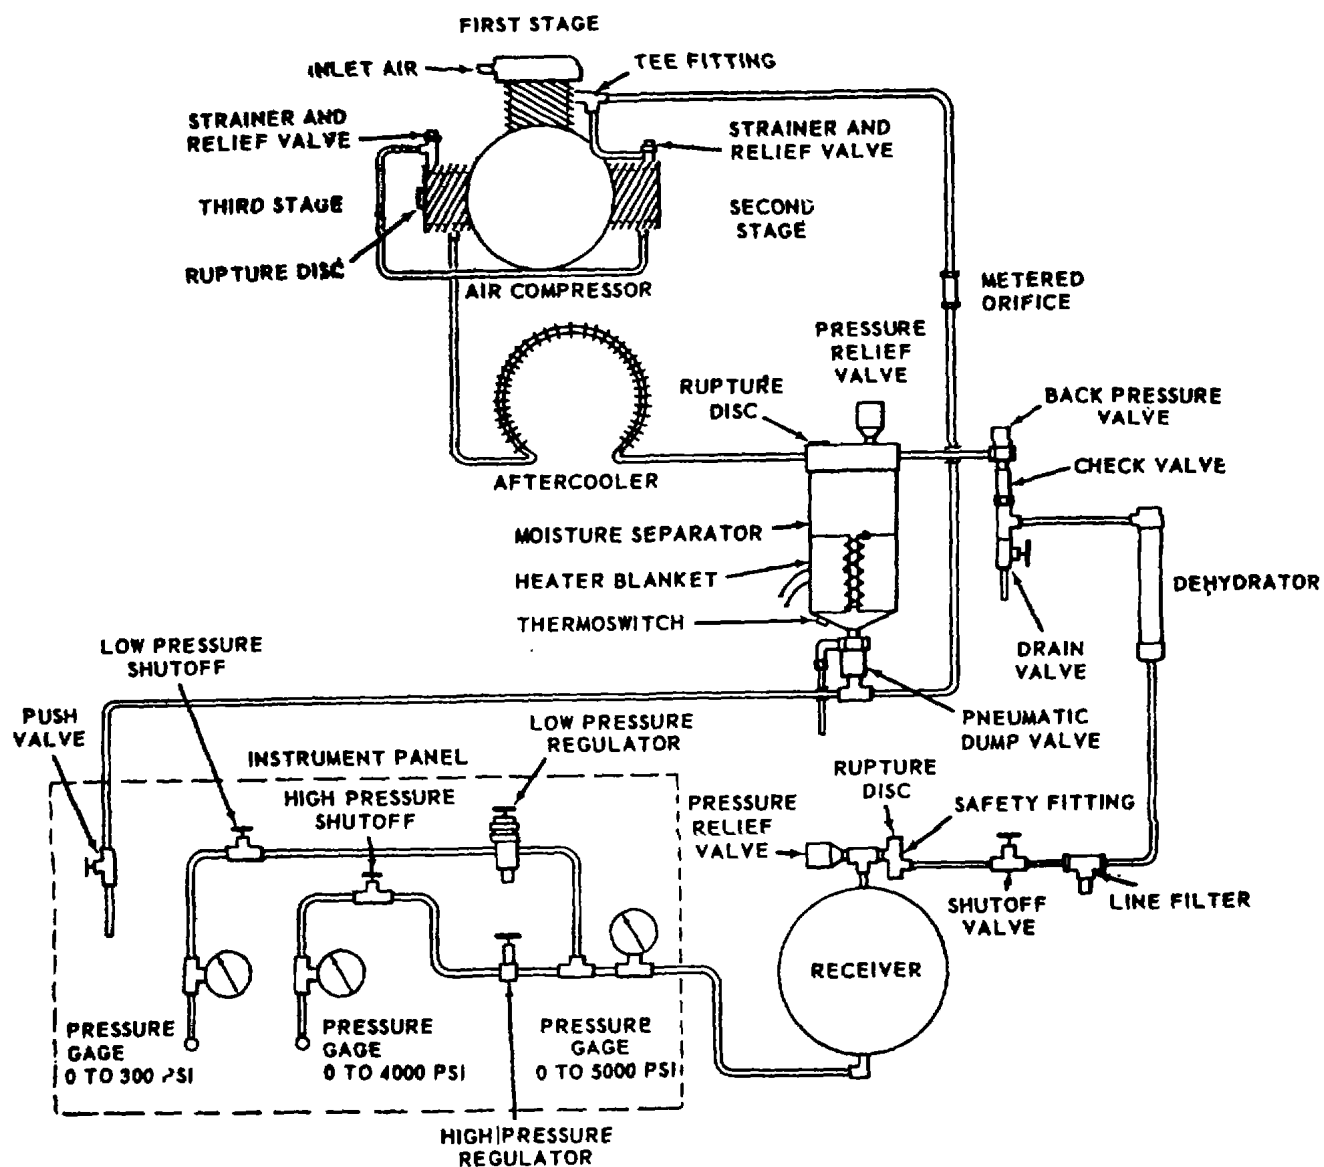 FIRST STAGE
INLET AIR
TEE FITTING
STRAINER AND
RELIEF VALVE
STRAINER AND
RELIEF VALVE
THIRD STAGE
SECOND
STAGE
RUPTURE DISC
AIR COMPRESSOR
METERED
ORIFICE
PRESSURE
RELIEF
VALVE
RUPTURE
DISC
BACK PRESSURE
VALVE
CHECK VALVE
AFTERCOOLER
MOISTURE SEPARATOR
HEATER BLANKET
DEHYDRATOR
THERMOSWITCH
DRAIN
VALVE
LOW PRESSURE
SHUTOFF
PUSH
VALVE
LOW PRESSURE
REGULATOR
PNEUMATIC
DUMP VALVE
INSTRUMENT PANEL
HIGH PRESSURE
SHUTOFF
RUPTURE
DISC
PRESSURE
RELIEF
VALVE
SAFETY FITTING
SHUTOFF
VALVE
LINE FILTER
RECEIVER
PRESSURE
GAGE
0 TO 300 PSI
PRESSURE
GAGE
0 TO 4000 PSI
PRESSURE
GAGE
0 TO 5000 PSI
HIGH PRESSURE
REGULATOR